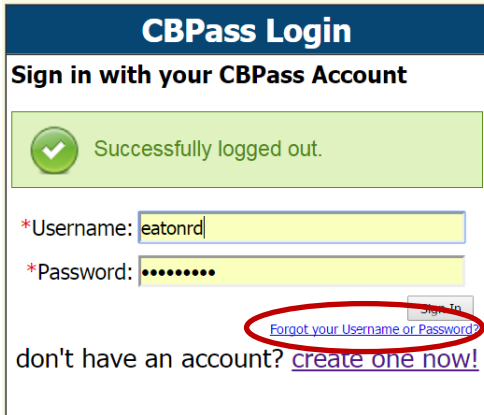 CBPass Login
Sign in with your CBPass Account
Successfully logged out.
*Username: eatonrd
*Password: •••••••••
Sign In
Forgot your Username or Password?
don't have an account? create one now!